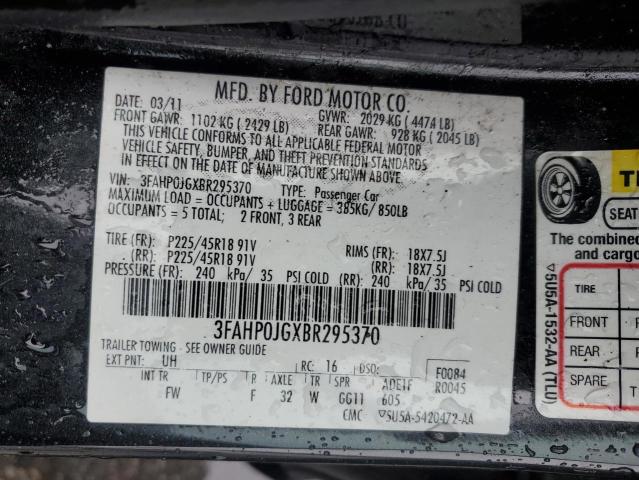 MFD. BY FORD MOTOR CO.
DATE: 03/11 GVWR: 2029 KG ( 4474 LB)
FRONT GAWR: 1102 KG ( 2429 LB) REAR GAWR: 928 KG ( 2045 LB)
THIS VEHICLE CONFORMS TO ALL APPLICABLE FEDERAL MOTOR
VEHICLE SAFETY, BUMPER, AND THEFT PREVENTION STANDARDS
IN EFFECT ON THE DATE OF MANUFACTURE SHOWN ABOVE.
VIN: 3FAHP0JGXBR295370 TYPE: Passenger Car
MAXIMUM LOAD = OCCUPANTS + LUGGAGE = 385KG/ 850LB
OCCUPANTS = 5 TOTAL; 2 FRONT, 3 REAR
TIRE (FR): P225/45R18 91V RIMS (FR): 18X7.5J
(RR): P225/45R18 91V (RR): 18X7.5J
PRESSURE (FR): 240 kPa/ 35 PSI COLD (RR): 240 kPa/ 35 PSI COLD
3FAHP0JGXBR295370
TRAILER TOWING - SEE OWNER GUIDE
EXT PNT: UH RC: 16 DSO: F0084
INT TR TP/PS R AXLE TR SPR ADE1F R0045
FW F 32 W GG11 605
CMC ▽5U5A-5420472-AA
SEAT
The combined
and cargo
TIRE
FRONT
REAR
SPARE
▽5U5A-1532-AA (TLU)